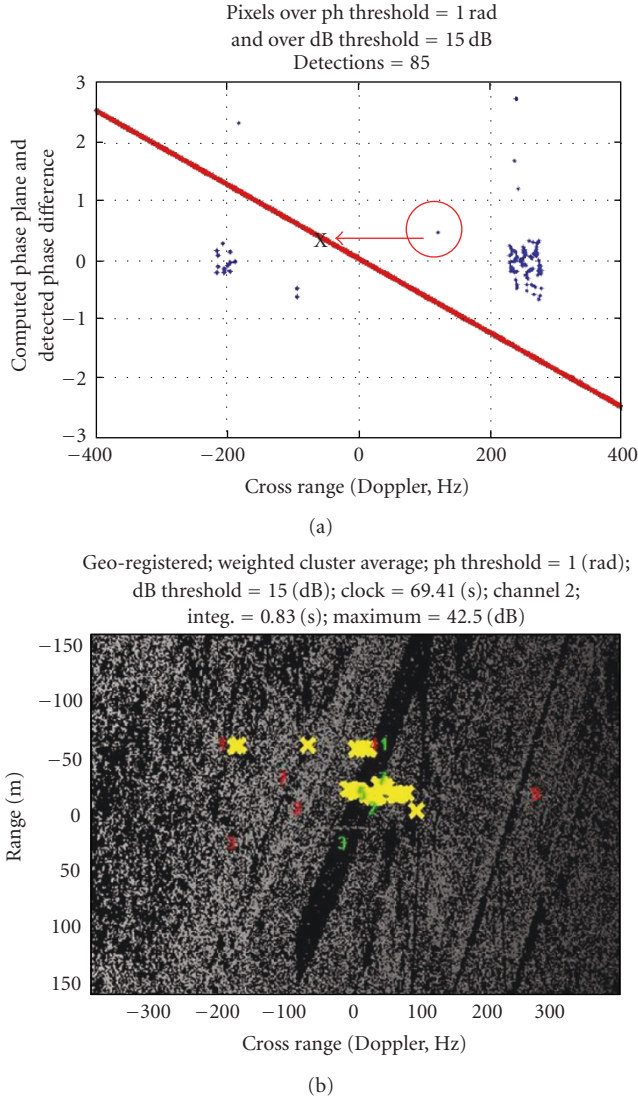 Pixels over ph threshold = 1 rad
and over dB threshold = 15 dB
Detections = 85
3
2
1
0
−1
−2
−3
Computed phase plane and
detected phase difference
X
−400
−200
0
200
400
Cross range (Doppler, Hz)
(a)
Geo-registered; weighted cluster average; ph threshold = 1 (rad);
dB threshold = 15 (dB); clock = 69.41 (s); channel 2;
integ. = 0.83 (s); maximum = 42.5 (dB)
−150
−100
−50
0
50
100
150
Range (m)
1
2
3
−300
−200
−100
0
100
200
300
Cross range (Doppler, Hz)
(b)